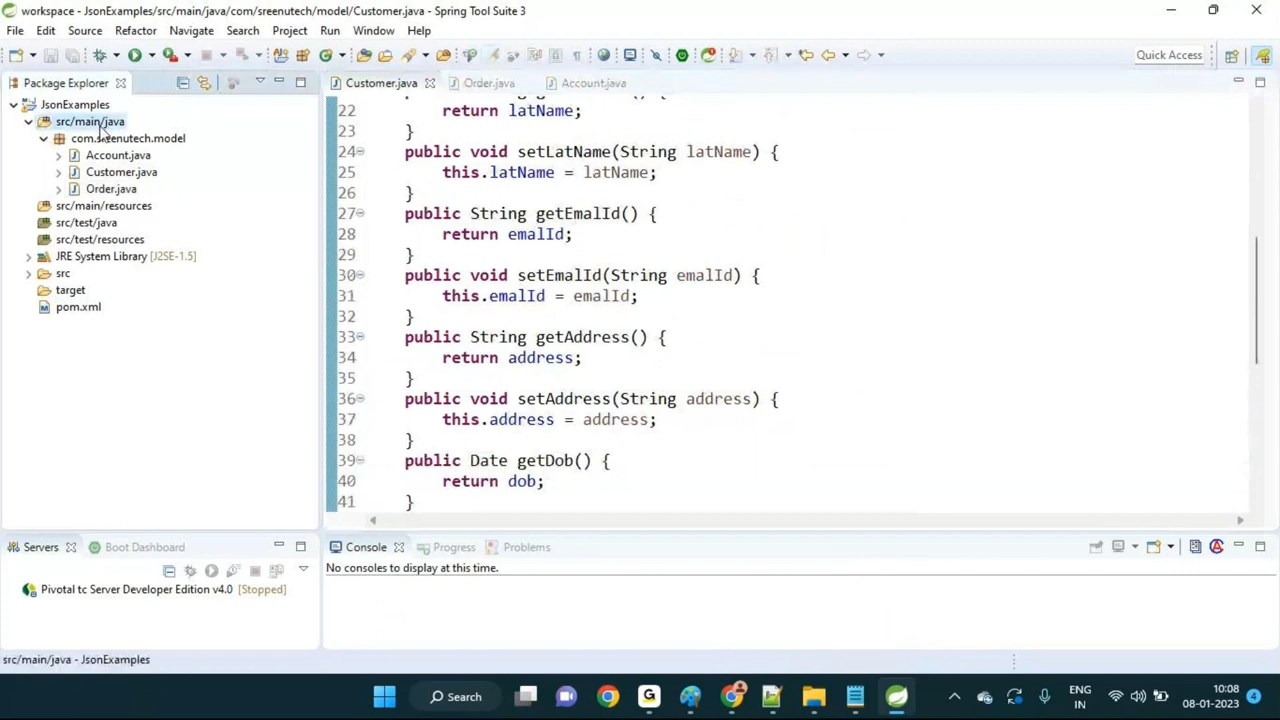 workspace - JsonExamples/src/main/java/com/sreenutech/model/Customer.java - Spring Tool Suite 3
File Edit Source Refactor Navigate Search Project Run Window Help
Quick Access
Package Explorer
Customer.java Order.java Account.java
JsonExamples
src/main/java
com.sreenutech.model
Account.java
Customer.java
Order.java
src/main/resources
src/test/java
src/test/resources
JRE System Library [J2SE-1.5]
src
target
pom.xml
22 return latName;
23 }
24 public void setLatName(String latName) {
25 this.latName = latName;
26 }
27 public String getEmalId() {
28 return emalId;
29 }
30 public void setEmalId(String emalId) {
31 this.emalId = emalId;
32 }
33 public String getAddress() {
34 return address;
35 }
36 public void setAddress(String address) {
37 this.address = address;
38 }
39 public Date getDob() {
40 return dob;
41 }
Servers Boot Dashboard
Pivotal tc Server Developer Edition v4.0 [Stopped]
Console Progress Problems
No consoles to display at this time.
src/main/java - JsonExamples
Search
ENG
IN
10:08
08-01-2023
4